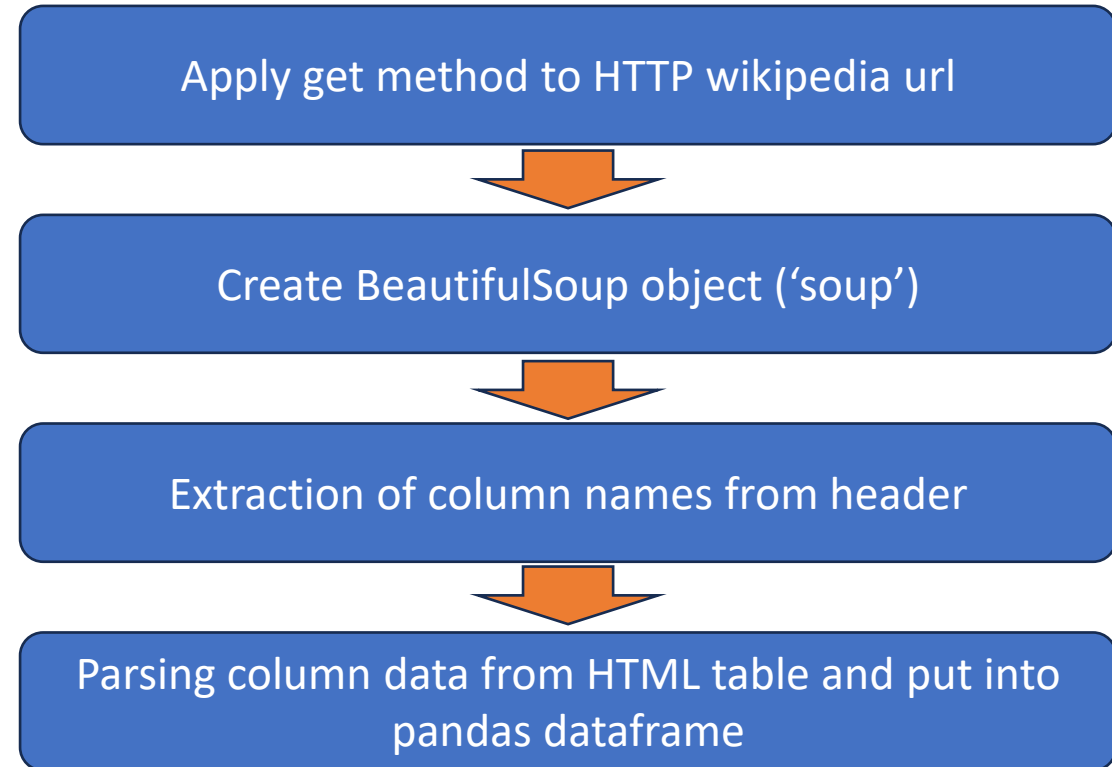 Apply get method to HTTP wikipedia url
Create BeautifulSoup object (‘soup’)
Extraction of column names from header
Parsing column data from HTML table and put into
pandas dataframe